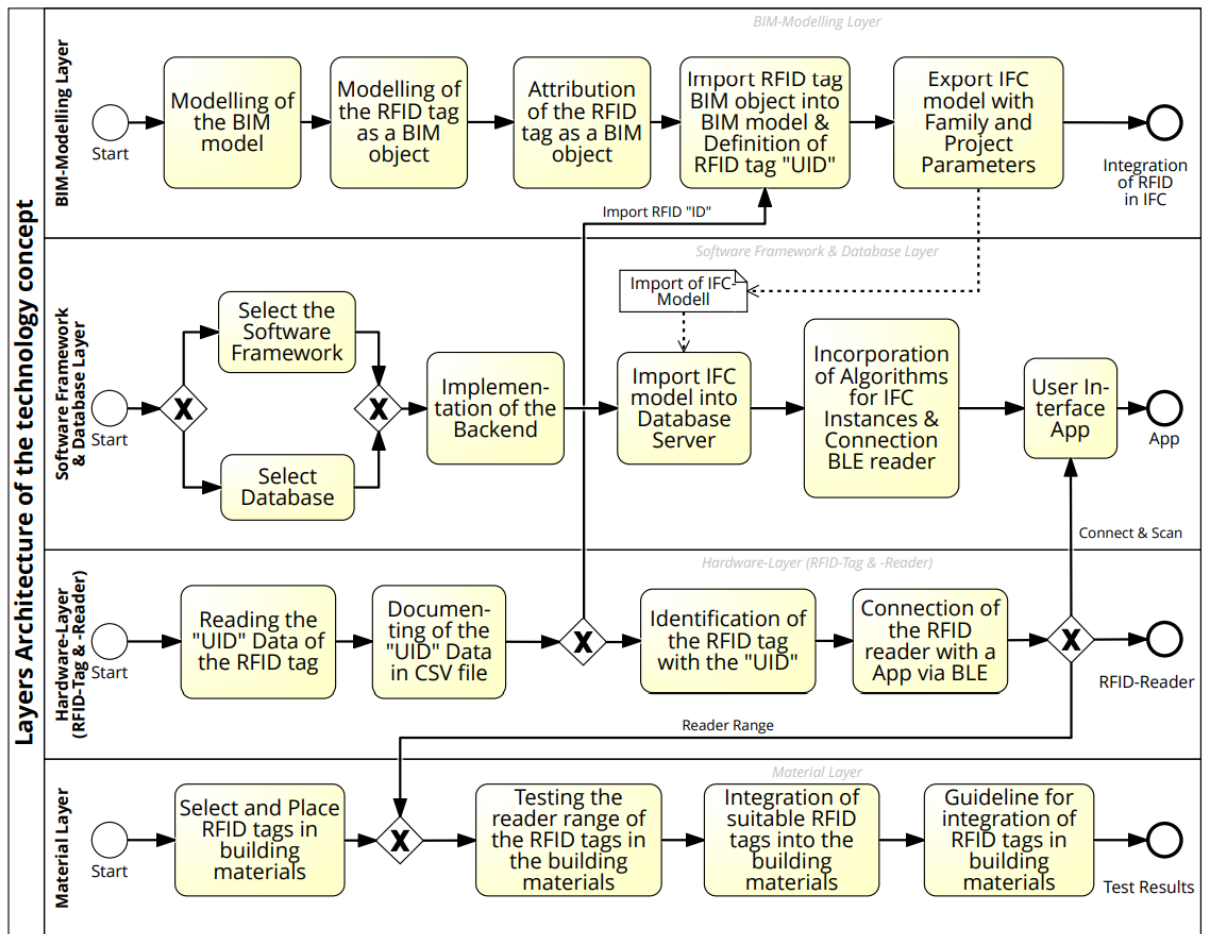 Layers Architecture of the technology concept
BIM-Modelling Layer
BIM-Modelling Layer
Start
Modelling of
the BIM
model
Modelling of
the RFID tag
as a BIM
object
Attribution
of the RFID
tag as a BIM
object
Import RFID tag
BIM object into
BIM model &
Definition of
RFID tag "UID"
Export IFC
model with
Family and
Project
Parameters
Integration
of RFID
in IFC
Import RFID "ID"
Software Framework
& Database Layer
Software Framework & Database Layer
Start
X
Select the
Software
Framework
Select
Database
X
Implemen-
tation of the
Backend
Import of IFC-
Modell
Import IFC
model into
Database
Server
Incorporation
of Algorithms
for IFC
Instances &
Connection
BLE reader
User In-
terface
App
App
Connect & Scan
Hardware-Layer
(RFID-Tag & -Reader)
Hardware-Layer (RFID-Tag & -Reader)
Start
Reading the
"UID" Data of
the RFID tag
Documen-
ting of the
"UID" Data
in CSV file
X
Identification of
the RFID tag
with the "UID"
Connection of
the RFID
reader with a
App via BLE
X
RFID-Reader
Reader Range
Material Layer
Material Layer
Start
Select and Place
RFID tags in
building
materials
X
Testing the
reader range of
the RFID tags in
the building
materials
Integration of
suitable RFID
tags into the
building
materials
Guideline for
integration of
RFID tags in
building
materials
Test Results